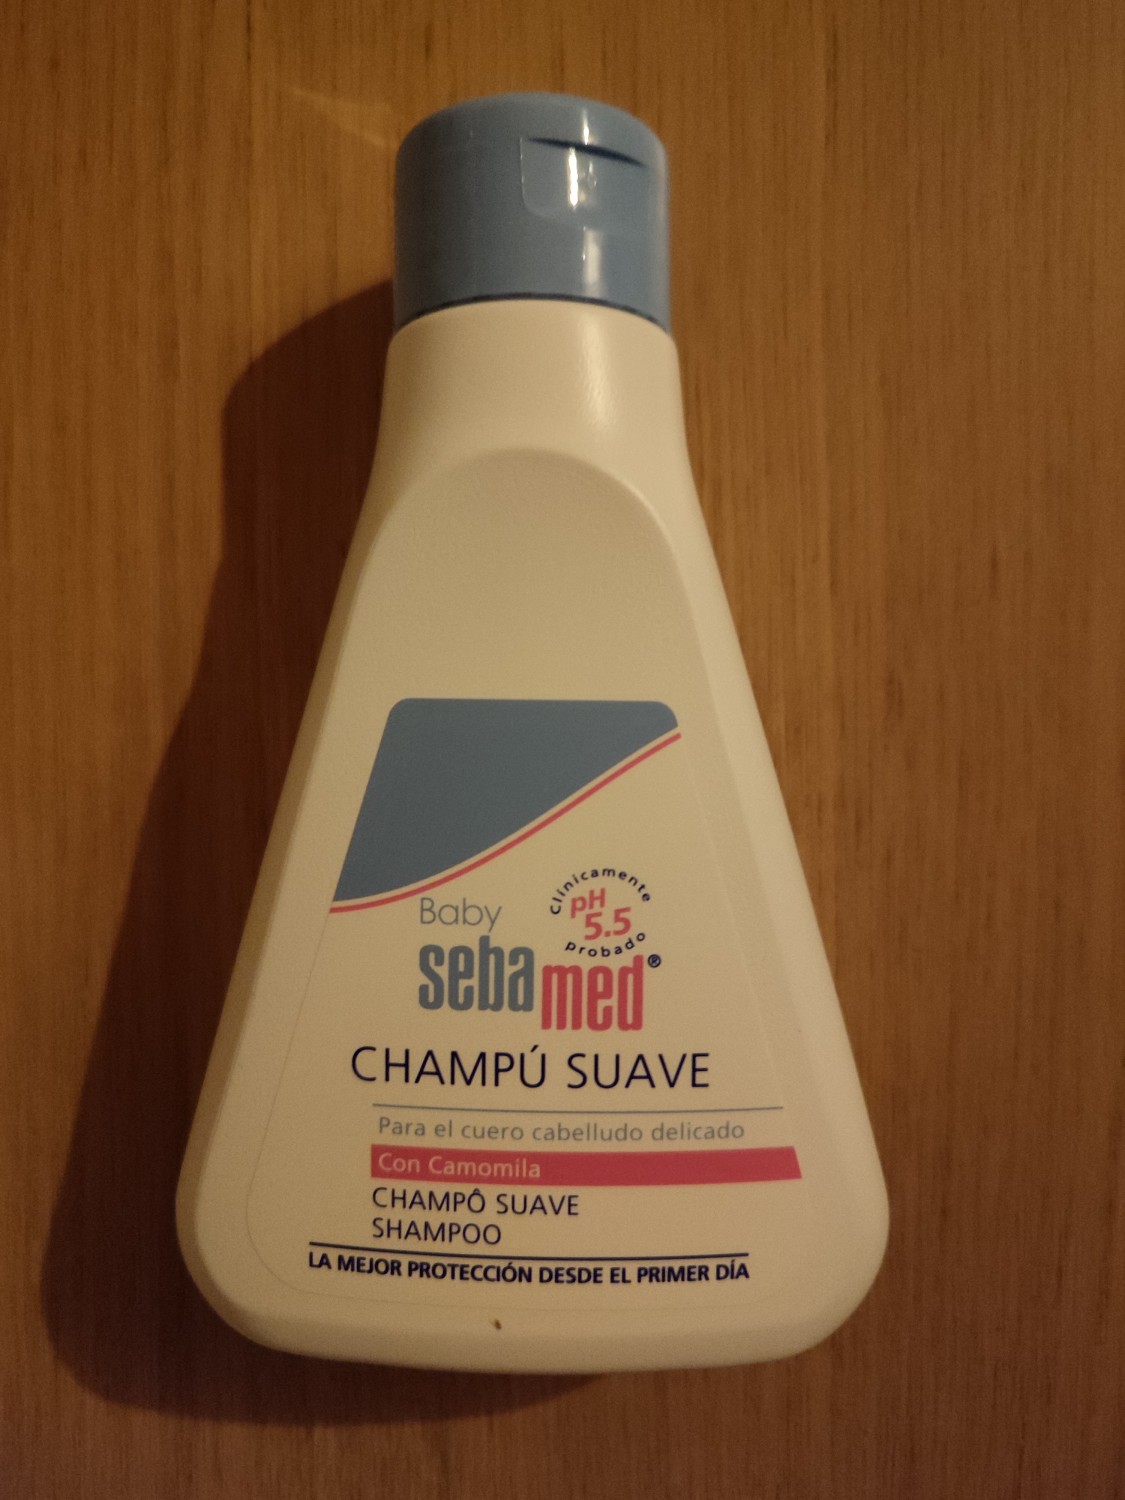 Baby
Clínicamente
pH
5.5
probado
sebamed®
CHAMPÚ SUAVE
Para el cuero cabelludo delicado
Con Camomila
CHAMPÔ SUAVE
SHAMPOO
LA MEJOR PROTECCIÓN DESDE EL PRIMER DÍA